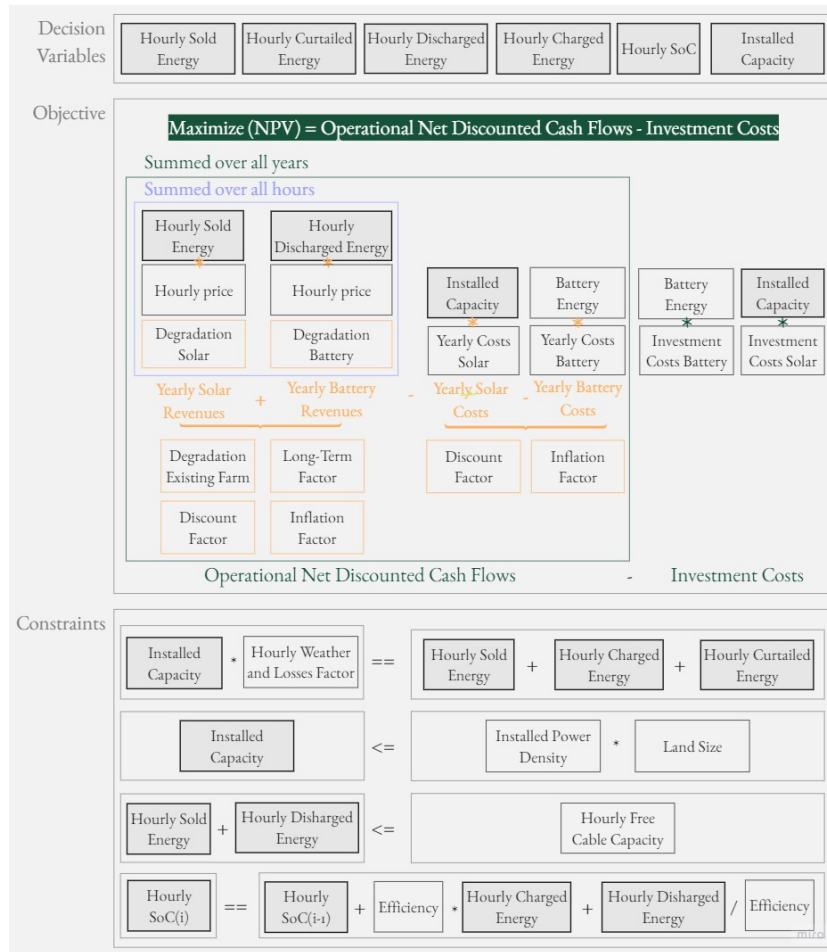 Decision
Variables
Hourly Sold
Energy
Hourly Curtailed
Energy
Hourly Discharged
Energy
Hourly Charged
Energy
Hourly SoC
Installed
Capacity
Objective
Maximize (NPV) = Operational Net Discounted Cash Flows - Investment Costs
Summed over all years
Summed over all hours
Hourly Sold
Energy
*
Hourly price
Degradation
Solar
Hourly
Discharged Energy
*
Hourly price
Degradation
Battery
Installed
Capacity
*
Yearly Costs
Solar
Battery
Energy
*
Yearly Costs
Battery
Battery
Energy
*
Investment
Costs Battery
Installed
Capacity
*
Investment
Costs Solar
Yearly Solar
Revenues
+
Yearly Battery
Revenues
-
Yearly Solar
Costs
-
Yearly Battery
Costs
Degradation
Existing Farm
Long-Term
Factor
Discount
Factor
Inflation
Factor
Discount
Factor
Inflation
Factor
Operational Net Discounted Cash Flows - Investment Costs
Constraints
Installed
Capacity
*
Hourly Weather
and Losses Factor
==
Hourly Sold
Energy
+
Hourly Charged
Energy
+
Hourly Curtailed
Energy
Installed
Capacity
<=
Installed Power
Density
*
Land Size
Hourly Sold
Energy
+
Hourly Disharged
Energy
<=
Hourly Free
Cable Capacity
Hourly
SoC(i)
==
Hourly
SoC(i-1)
+
Efficiency
*
Hourly Charged
Energy
+
Hourly Disharged
Energy
/
Efficiency
miro